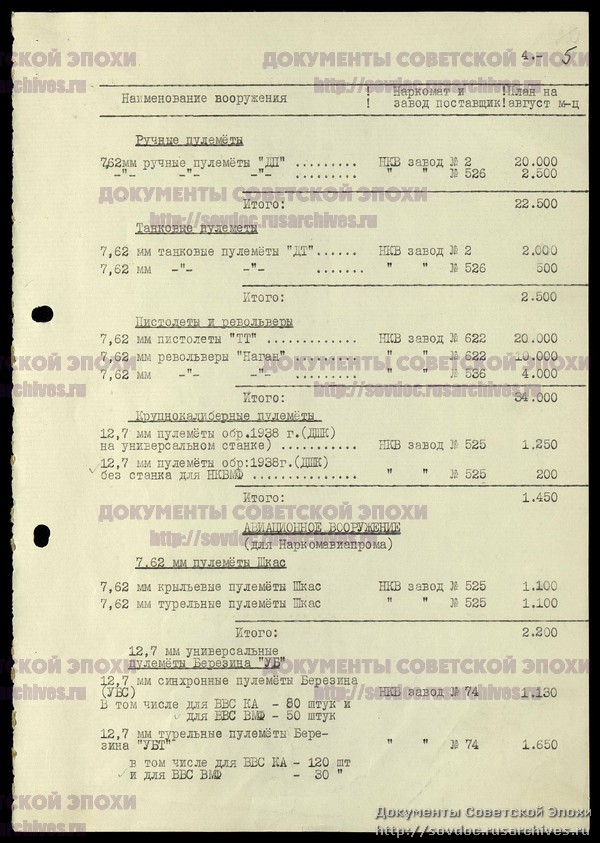 4.- 5
Наименование вооружения ! Наркомат и ! План на
! завод поставщик! август м-ц
Ручные пулемёты
7,62мм ручные пулемёты "ДП" ......... НКВ завод № 2 20.000
-"- -"- -"- ......... " " № 526 2.500
Итого: 22.500
Танковые пулеметы
7,62 мм танковые пулемёты "ДТ"...... НКВ завод № 2 2.000
7,62 мм -"- -"- ....... " " № 526 500
Итого: 2.500
Пистолеты и револьверы
7,62 мм пистолеты "ТТ" ............. НКВ завод № 622 20.000
7,62 мм револьверы "Наган" ......... " " № 622 10.000
7,62 мм -"- -"- ......... " " № 536 4.000
Итого: 34.000
Крупнокалиберные пулемёты
12,7 мм пулемёты обр.1938 г.(ДШК)
на универсальном станке) ........... НКВ завод № 525 1.250
12,7 мм пулемёты обр:1938г.(ДШК)
без станка для НКВМФ ............... " " № 525 200
Итого: 1.450
АВИАЦИОННОЕ ВООРУЖЕНИЕ
(для Наркомавиапрома)
7.62 мм пулемёты Шкас
7,62 мм крыльевые пулемёты Шкас НКВ завод № 525 1.100
7,62 мм турельные пулемёты Шкас " " № 525 1.100
Итого: 2.200
12,7 мм универсальные
пулемёты Березина "УБ"
12,7 мм синхронные пулемёты Березина
(УБС) НКВ завод № 74 1.130
В том числе для ВВС КА - 80 штук и
для ВВС ВМФ - 50 штук
12,7 мм турельные пулемёты Бере-
зина "УБТ" " " № 74 1.650
в том числе для ВВС КА - 120 шт
и для ВВС ВМФ - 30 "
Документы Советской Эпохи
http://sovdoc.rusarchives.ru